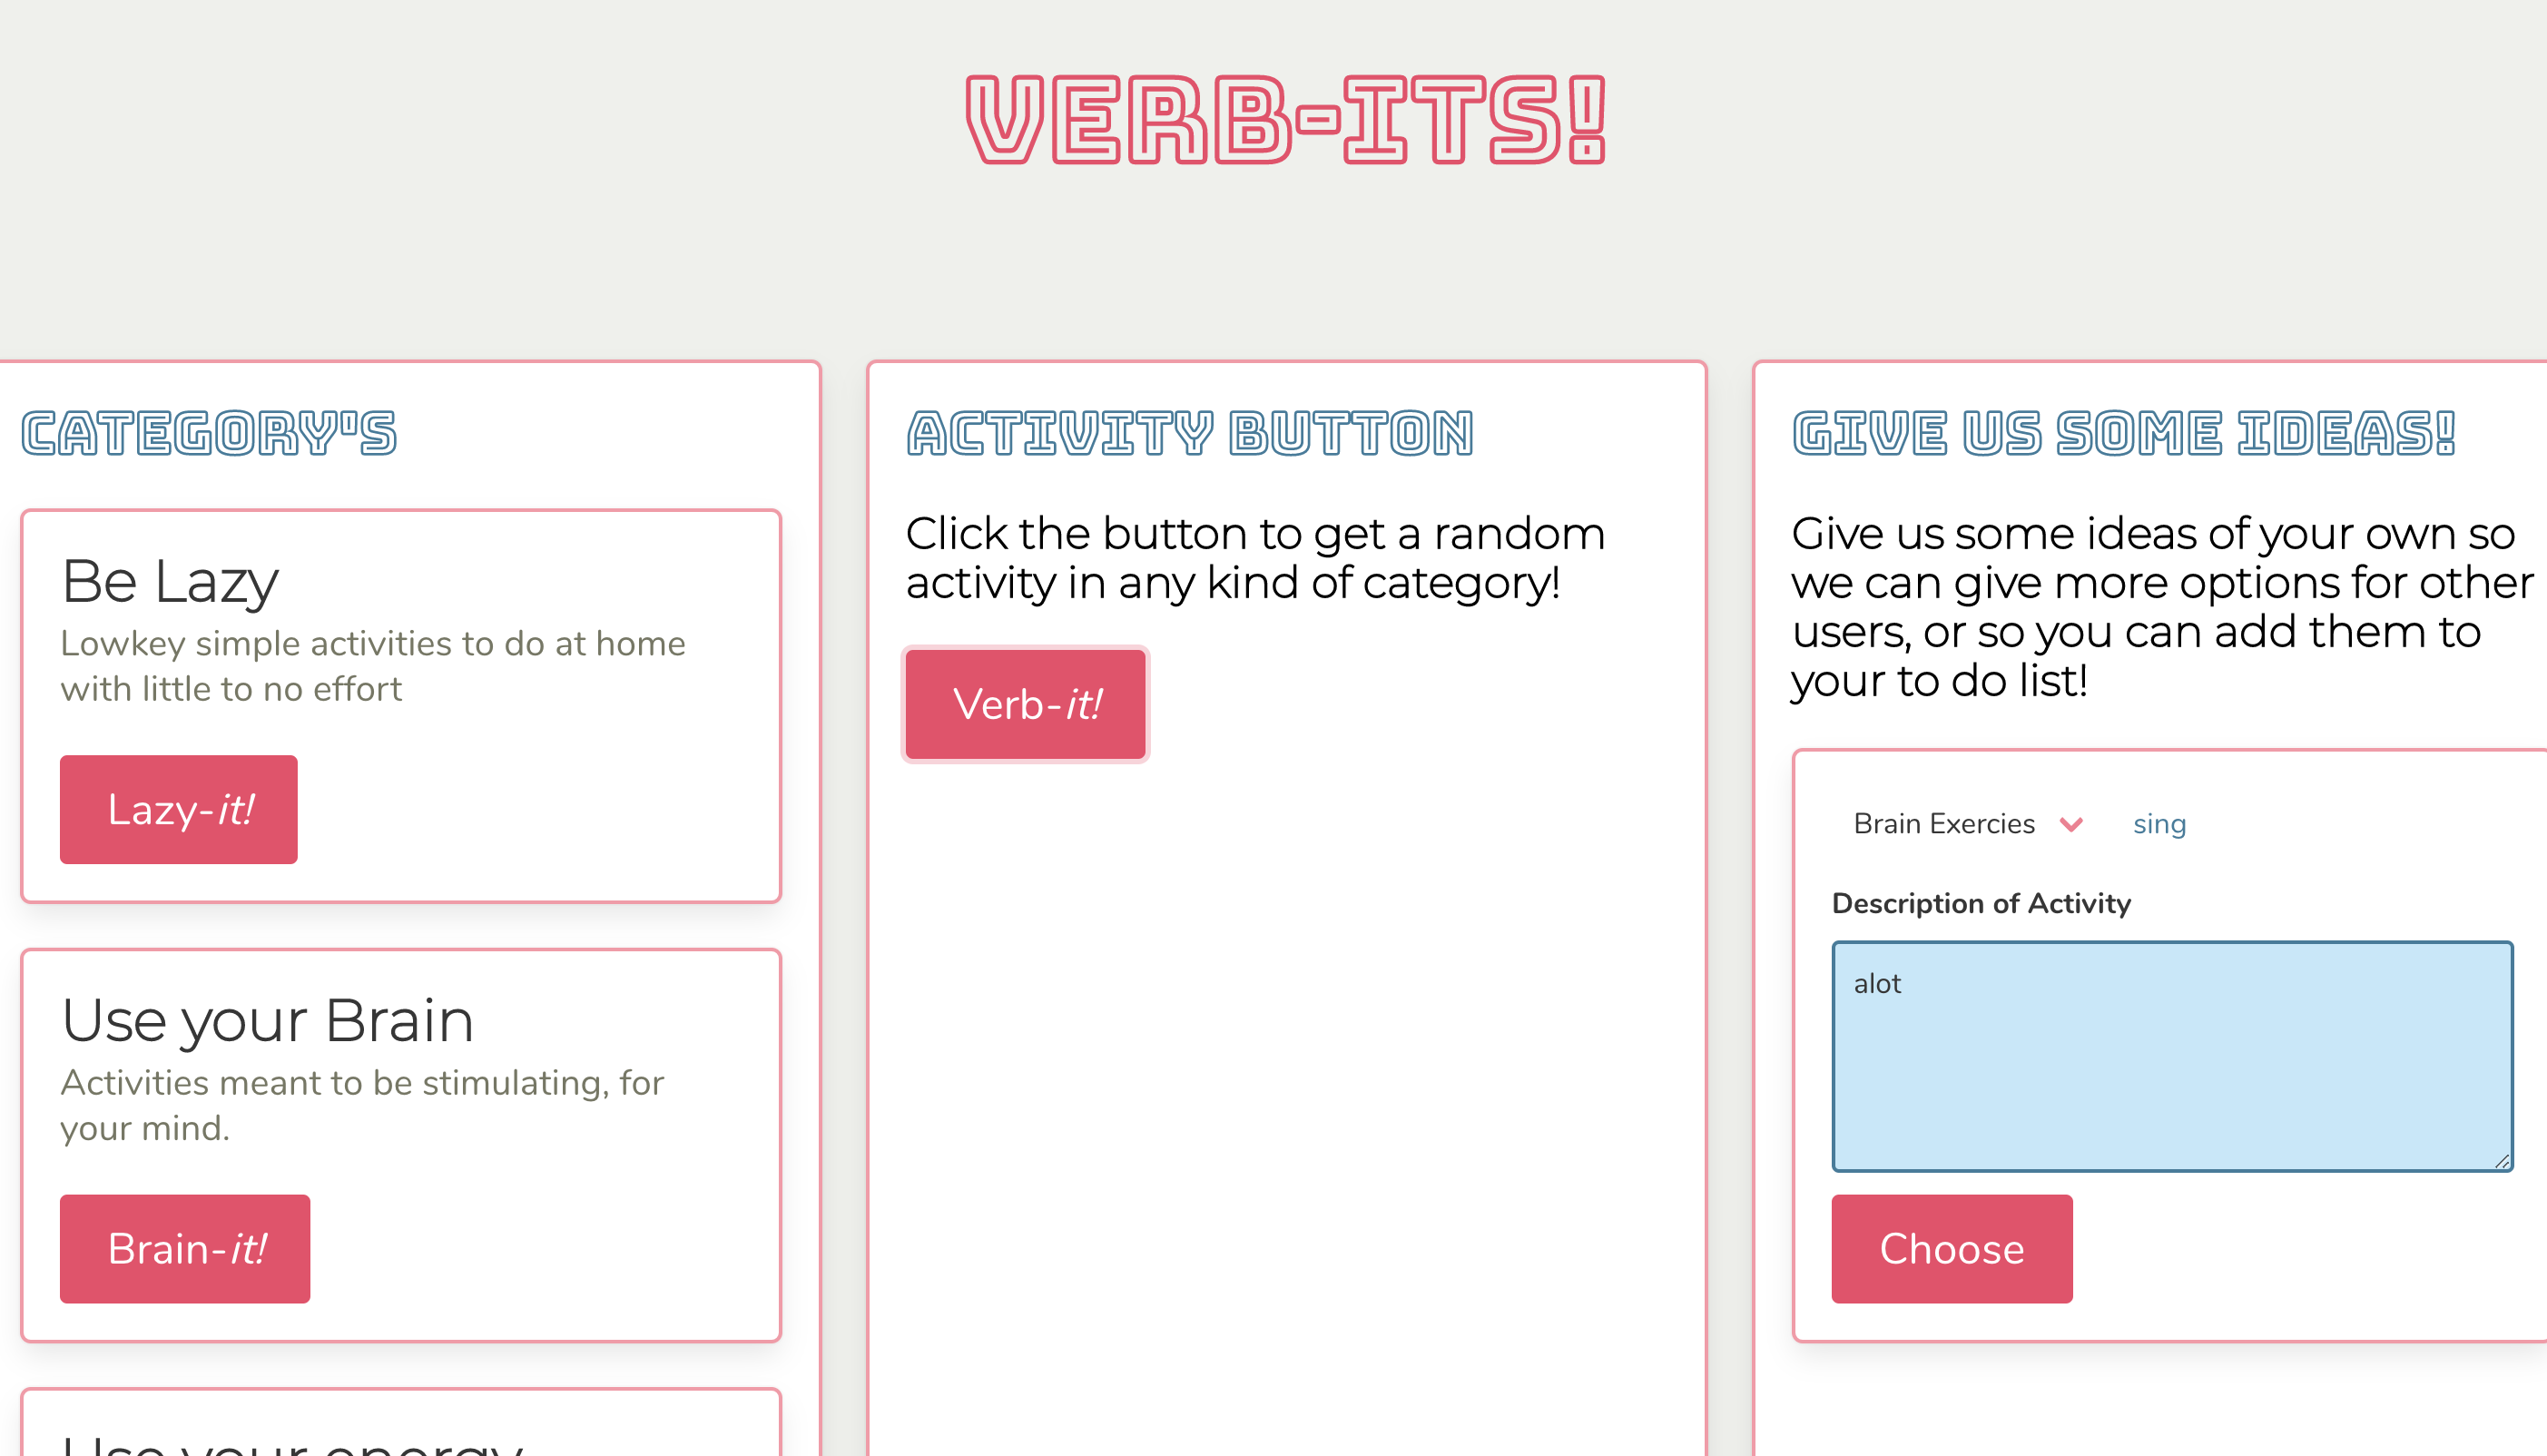 VERB-ITS!
CATEGORY'S
Be Lazy
Lowkey simple activities to do at home
with little to no effort
Lazy-it!
Use your Brain
Activities meant to be stimulating, for
your mind.
Brain-it!
Use your energy
ACTIVITY BUTTON
Click the button to get a random
activity in any kind of category!
Verb-it!
GIVE US SOME IDEAS!
Give us some ideas of your own so
we can give more options for other
users, or so you can add them to
your to do list!
Brain Exercies sing
Description of Activity
alot
Choose